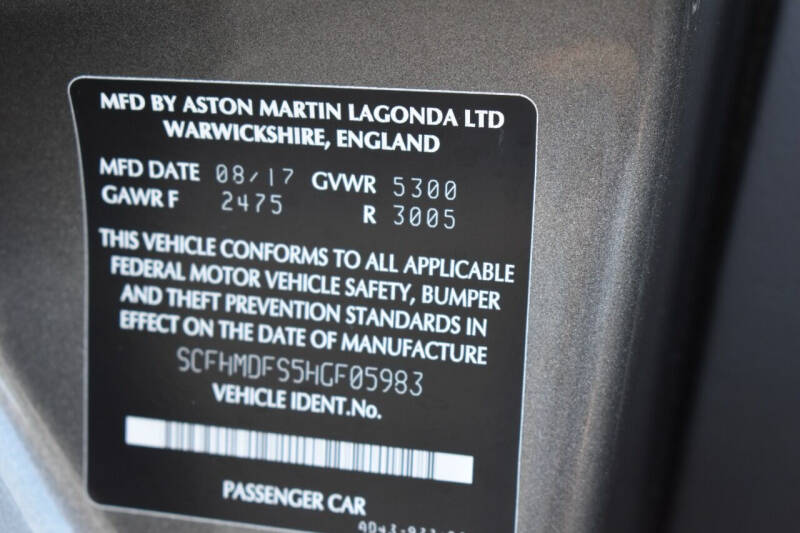 MFD BY ASTON MARTIN LAGONDA LTD
WARWICKSHIRE, ENGLAND
MFD DATE 08/17 GVWR 5300
GAWR F 2475 R 3005
THIS VEHICLE CONFORMS TO ALL APPLICABLE
FEDERAL MOTOR VEHICLE SAFETY, BUMPER
AND THEFT PREVENTION STANDARDS IN
EFFECT ON THE DATE OF MANUFACTURE
SCFHMDFS5HGF05983
VEHICLE IDENT.No.
PASSENGER CAR